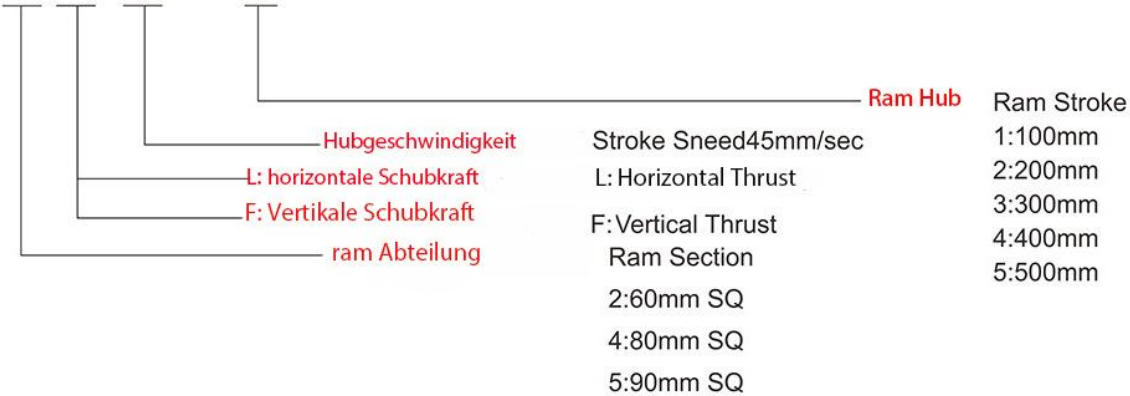 Ram Hub
Ram Stroke
1:100mm
2:200mm
3:300mm
4:400mm
5:500mm
Hubgeschwindigkeit
Stroke Sneed45mm/sec
L: horizontale Schubkraft
L: Horizontal Thrust
F: Vertikale Schubkraft
F:Vertical Thrust
ram Abteilung
Ram Section
2:60mm SQ
4:80mm SQ
5:90mm SQ